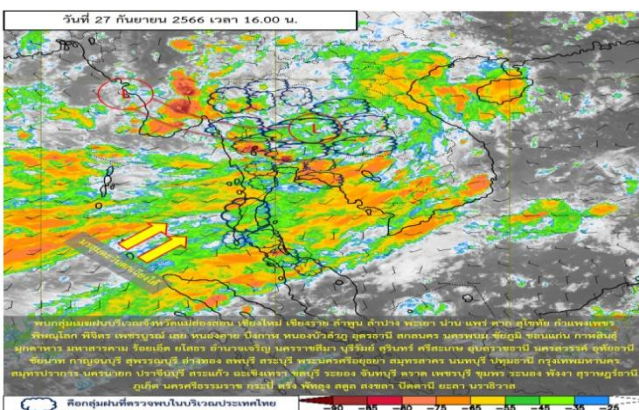 วันที่ 27 กันยายน 2566 เวลา 16.00 น.
L
L
มรสุมตะวันตกเฉียงใต้
พบกลุ่มเมฆฝนบริเวณจังหวัดแม่ฮ่องสอน เชียงใหม่ เชียงราย ลำพูน ลำปาง พะเยา น่าน แพร่ ตาก สุโขทัย กำแพงเพชร
พิษณุโลก พิจิตร เพชรบูรณ์ เลย หนองคาย บึงกาฬ หนองบัวลำภู อุดรธานี สกลนคร นครพนม ชัยภูมิ ขอนแก่น กาฬสินธุ์
มุกดาหาร มหาสารคาม ร้อยเอ็ด ยโสธร อำนาจเจริญ นครราชสีมา บุรีรัมย์ สุรินทร์ ศรีสะเกษ อุบลราชธานี นครสวรรค์ อุทัยธานี
ชัยนาท กาญจนบุรี สุพรรณบุรี อ่างทอง ลพบุรี สระบุรี พระนครศรีอยุธยา สมุทรสาคร นนทบุรี ปทุมธานี กรุงเทพมหานคร
สมุทรปราการ นครนายก ปราจีนบุรี สระแก้ว ฉะเชิงเทรา ชลบุรี ระยอง จันทบุรี ตราด เพชรบุรี ชุมพร ระนอง พังงา สุราษฎร์ธานี
ภูเก็ต นครศรีธรรมราช กระบี่ ตรัง พัทลุง สตูล สงขลา ปัตตานี ยะลา นราธิวาส
คือกลุ่มฝนที่ตรวจพบในบริเวณประเทศไทย
-90 -85 -75 -65 -55 -45 -35 -25